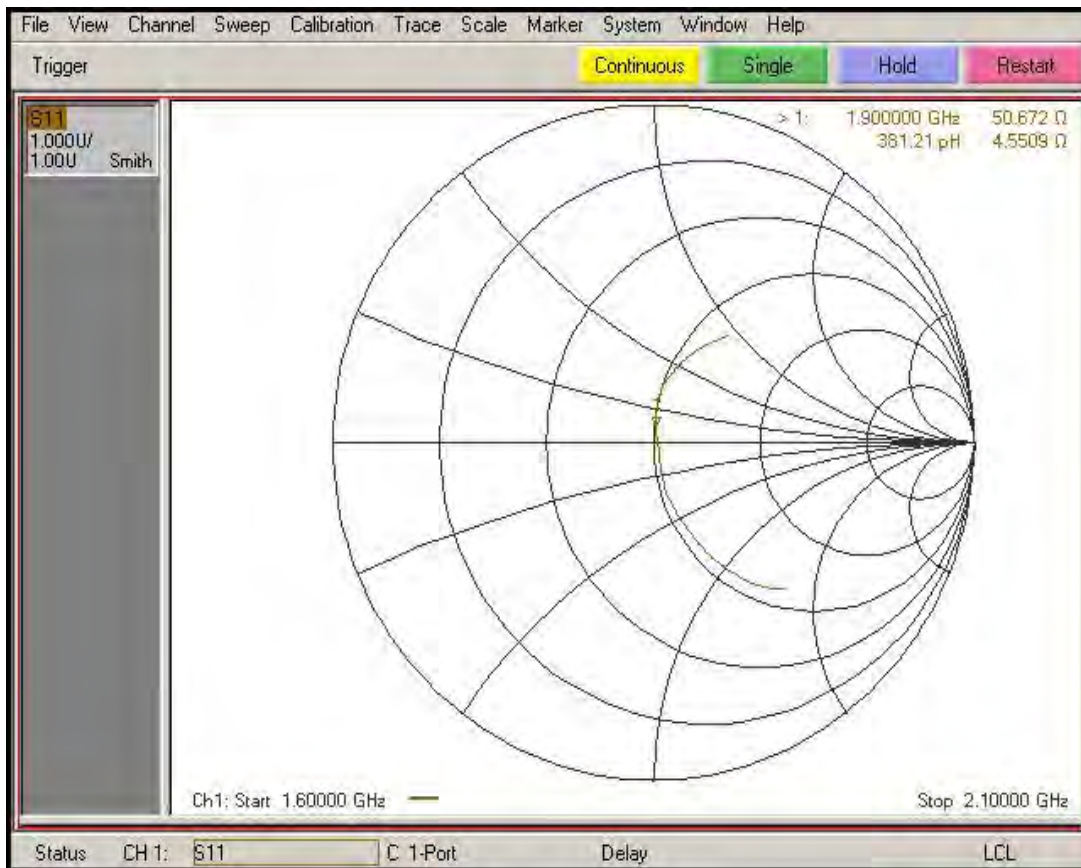 File View Channel Sweep Calibration Trace Scale Marker System Window Help
Trigger Continuous Single Hold Restart
S11
1.000U/
1.00U Smith
> 1: 1.900000 GHz 50.672 Ω
381.21 pH 4.5509 Ω
Ch1: Start 1.60000 GHz Stop 2.10000 GHz
Status CH 1: S11 C 1-Port Delay LCL